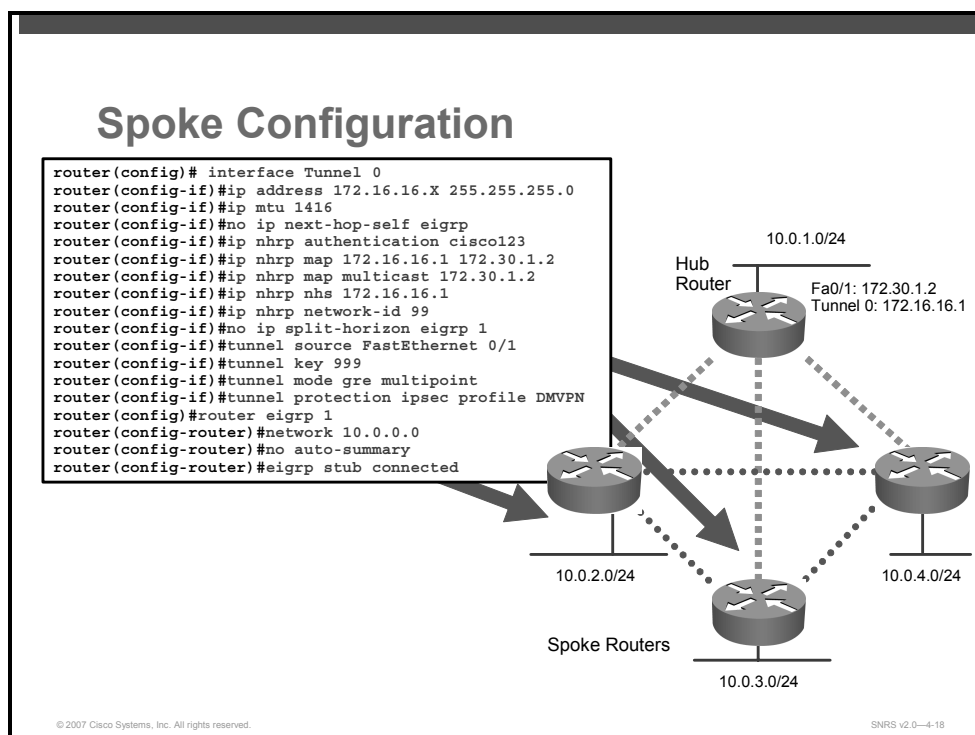 Spoke Configuration
router(config)# interface Tunnel 0
router(config-if)#ip address 172.16.16.X 255.255.255.0
router(config-if)#ip mtu 1416
router(config-if)#no ip next-hop-self eigrp
router(config-if)#ip nhrp authentication cisco123
router(config-if)#ip nhrp map 172.16.16.1 172.30.1.2
router(config-if)#ip nhrp map multicast 172.30.1.2
router(config-if)#ip nhrp nhs 172.16.16.1
router(config-if)#ip nhrp network-id 99
router(config-if)#no ip split-horizon eigrp 1
router(config-if)#tunnel source FastEthernet 0/1
router(config-if)#tunnel key 999
router(config-if)#tunnel mode gre multipoint
router(config-if)#tunnel protection ipsec profile DMVPN
router(config)#router eigrp 1
router(config-router)#network 10.0.0.0
router(config-router)#no auto-summary
router(config-router)#eigrp stub connected
10.0.1.0/24
Hub
Router
Fa0/1: 172.30.1.2
Tunnel 0: 172.16.16.1
10.0.2.0/24
10.0.4.0/24
Spoke Routers
10.0.3.0/24
© 2007 Cisco Systems, Inc. All rights reserved.
SNRS v2.0—4-18